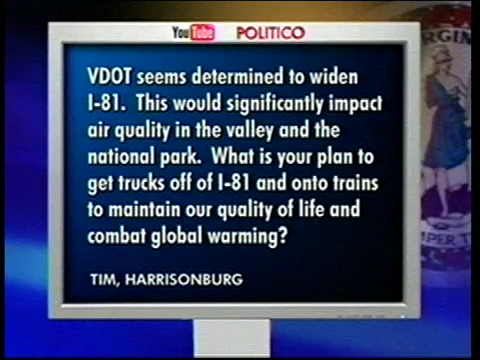 YouTube POLITICO
VDOT seems determined to widen
I-81. This would significantly impact
air quality in the valley and the
national park. What is your plan to
get trucks off of I-81 and onto trains
to maintain our quality of life and
combat global warming?
TIM, HARRISONBURG